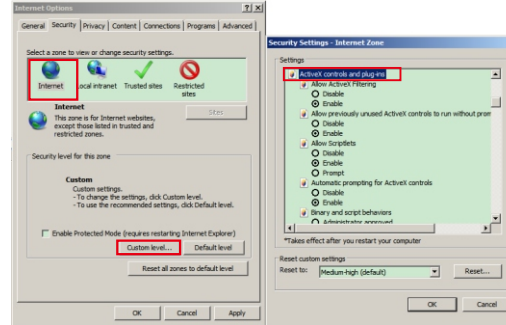 Internet Options
General Security Privacy Content Connections Programs Advanced
Select a zone to view or change security settings.
Internet Local intranet Trusted sites Restricted sites
Internet
This zone is for Internet websites,
except those listed in trusted and
restricted zones.
Sites
Security level for this zone
Custom
Custom settings.
- To change the settings, click Custom level.
- To use the recommended settings, click Default level.
Enable Protected Mode (requires restarting Internet Explorer)
Custom level... Default level
Reset all zones to default level
OK Cancel Apply
Security Settings - Internet Zone
Settings
ActiveX controls and plug-ins
Allow ActiveX Filtering
Disable
Enable
Allow previously unused ActiveX controls to run without prom
Disable
Enable
Allow Scriptlets
Disable
Enable
Prompt
Automatic prompting for ActiveX controls
Disable
Enable
Binary and script behaviors
Administrator approved
*Takes effect after you restart your computer
Reset custom settings
Reset to: Medium-high (default) Reset...
OK Cancel